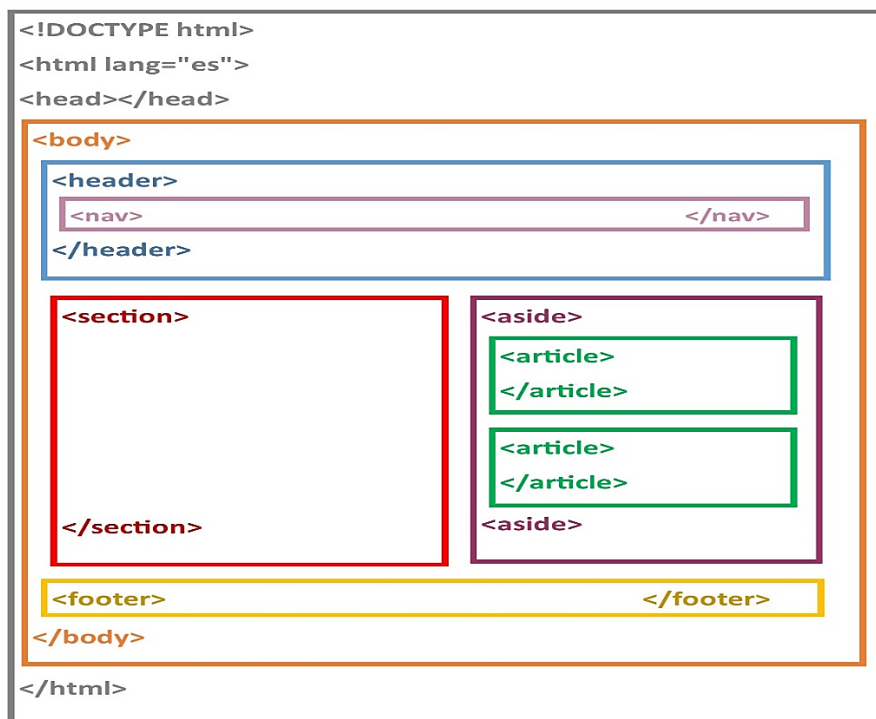 <!DOCTYPE html>
<html lang="es">
<head></head>
<body>
<header>
<nav> </nav>
</header>
<section>
</section>
<aside>
<article>
</article>
<article>
</article>
<aside>
<footer> </footer>
</body>
</html>